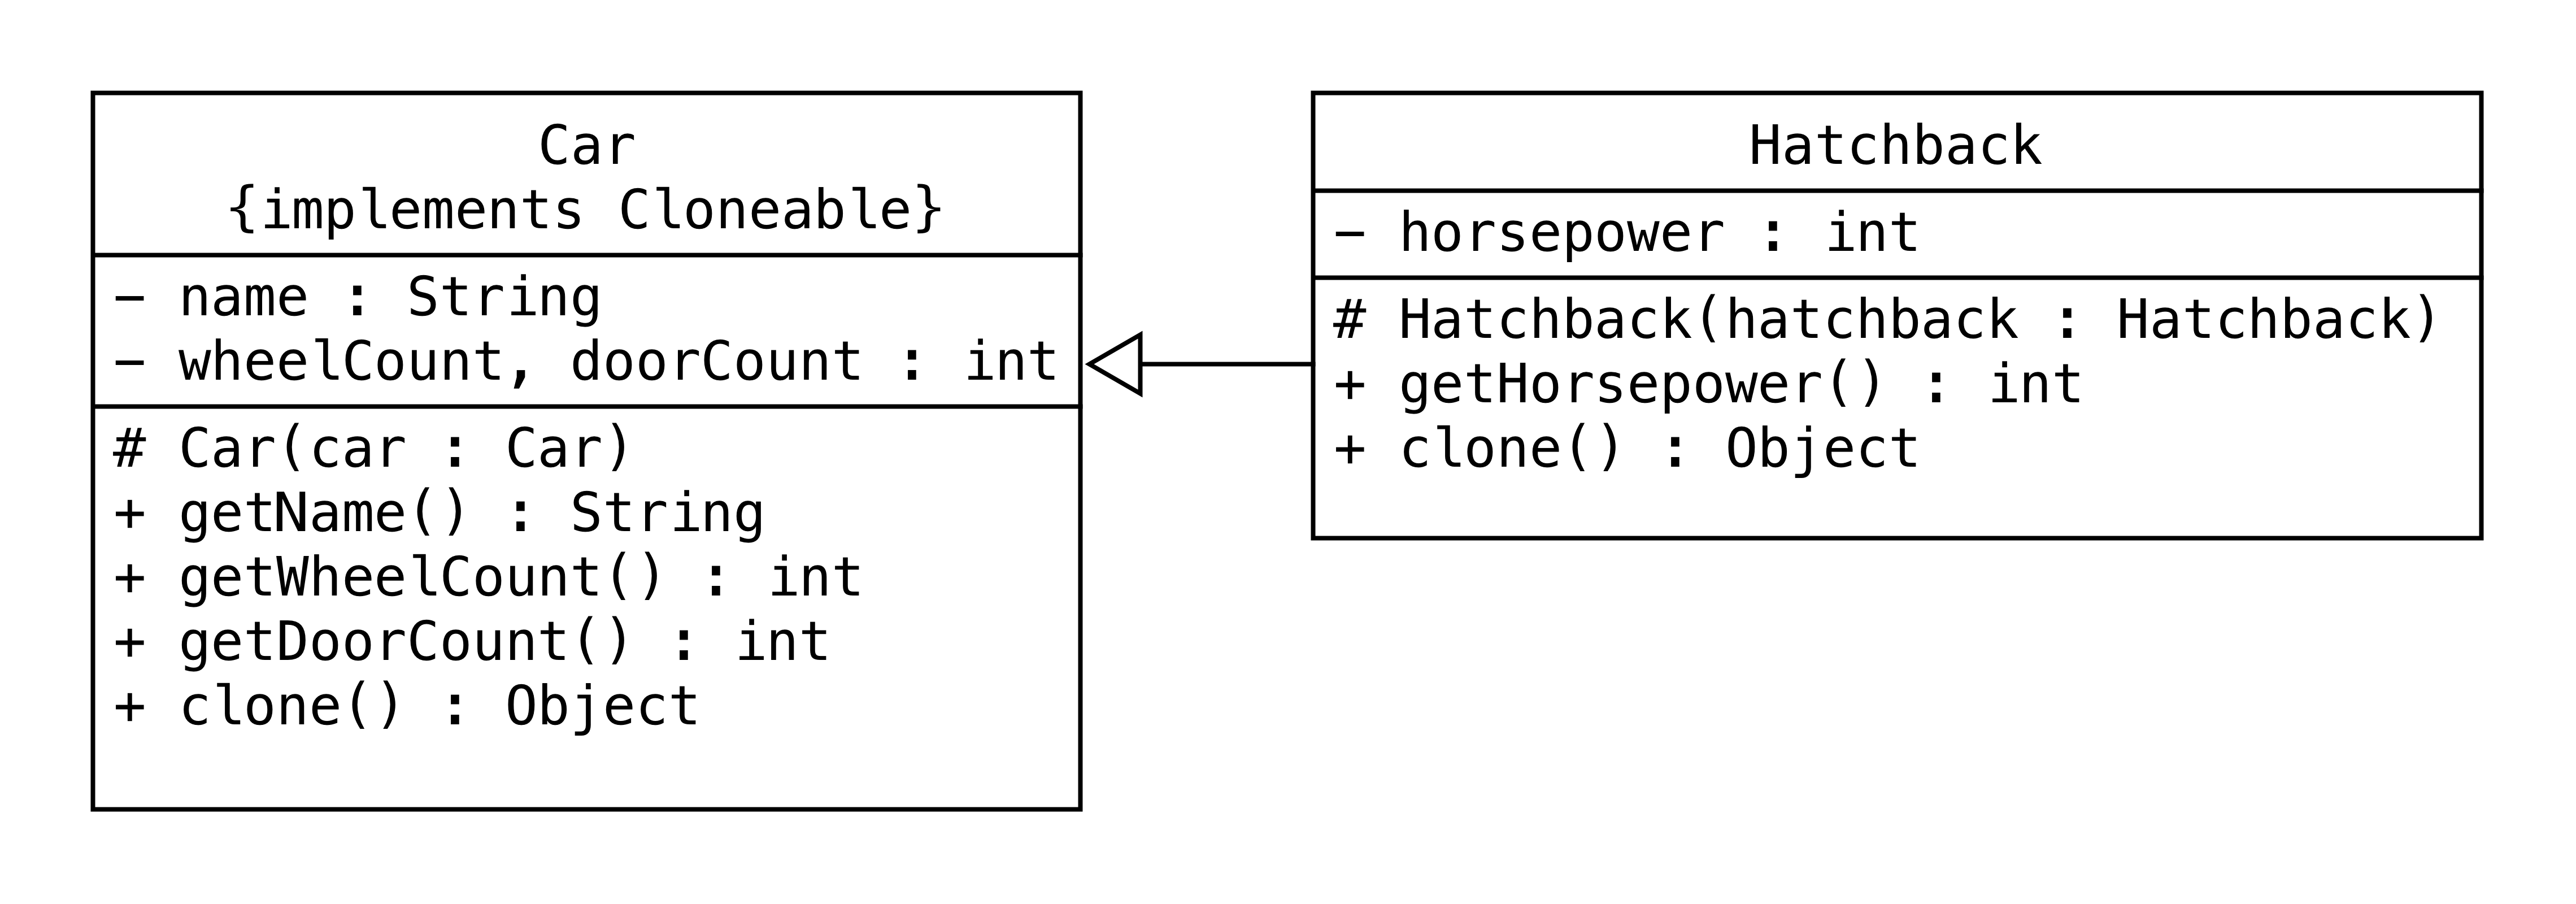 Car
{implements Cloneable}
− name : String
− wheelCount, doorCount : int
# Car(car : Car)
+ getName() : String
+ getWheelCount() : int
+ getDoorCount() : int
+ clone() : Object
Hatchback
− horsepower : int
# Hatchback(hatchback : Hatchback)
+ getHorsepower() : int
+ clone() : Object